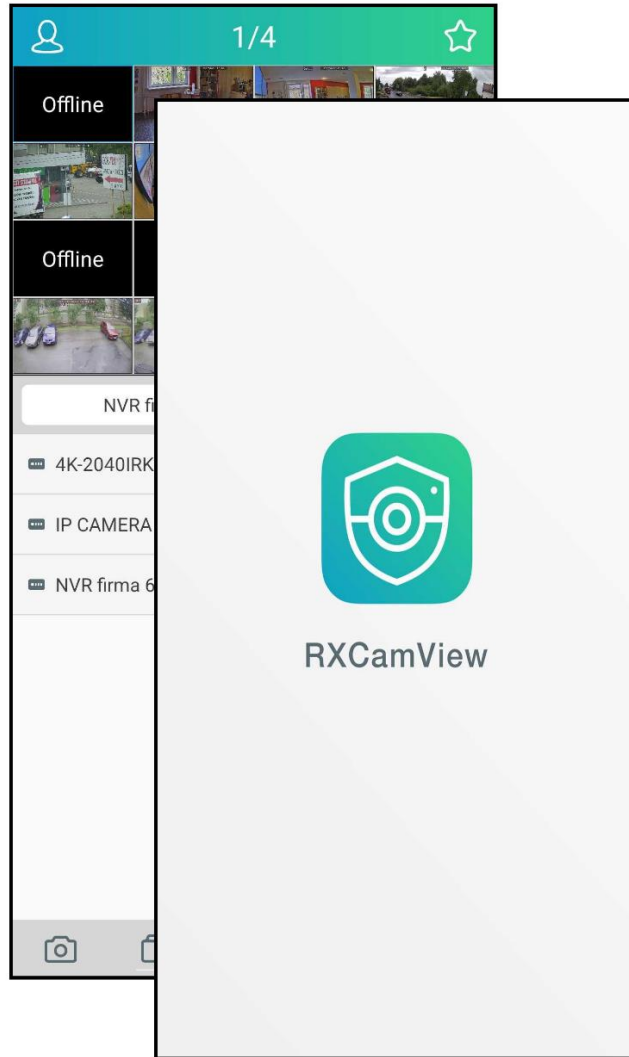 1/4
Offline
Offline
NVR fi
4K-2040IRK
IP CAMERA
NVR firma 6
RXCamView